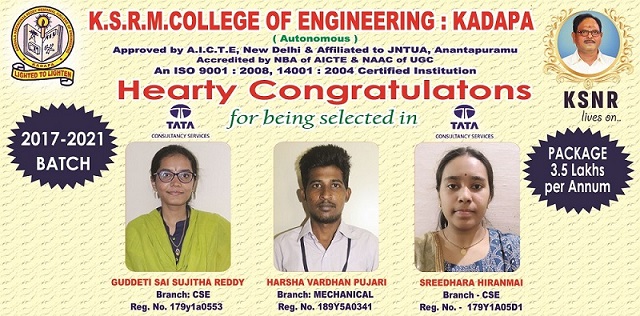 K.S.R.M.COLLEGE OF ENGINEERING : KADAPA
( Autonomous )
Approved by A.I.C.T.E, New Delhi & Affiliated to JNTUA, Anantapuramu
Accredited by NBA of AICTE & NAAC of UGC
An ISO 9001 : 2008, 14001 : 2004 Certified Institution
LIGHTED TO LIGHTEN
KSNR
lives on..
Hearty Congratulatons
for being selected in
TATA
CONSULTANCY SERVICES
TATA
CONSULTANCY SERVICES
2017-2021
BATCH
PACKAGE
3.5 Lakhs
per Annum
GUDDETI SAI SUJITHA REDDY
Branch: CSE
Reg. No. 179y1a0553
HARSHA VARDHAN PUJARI
Branch: MECHANICAL
Reg. No. 189Y5A0341
SREEDHARA HIRANMAI
Branch - CSE
Reg. No. - 179Y1A05D1